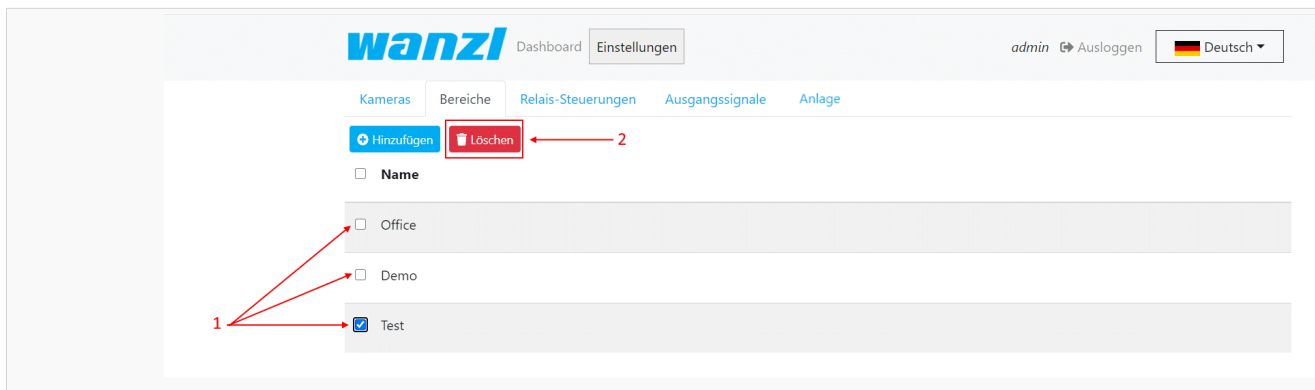 wanzl Dashboard Einstellungen admin Ausloggen Deutsch
Kameras Bereiche Relais-Steuerungen Ausgangssignale Anlage
Hinzufügen Löschen 2
Name
Office
Demo
1 Test